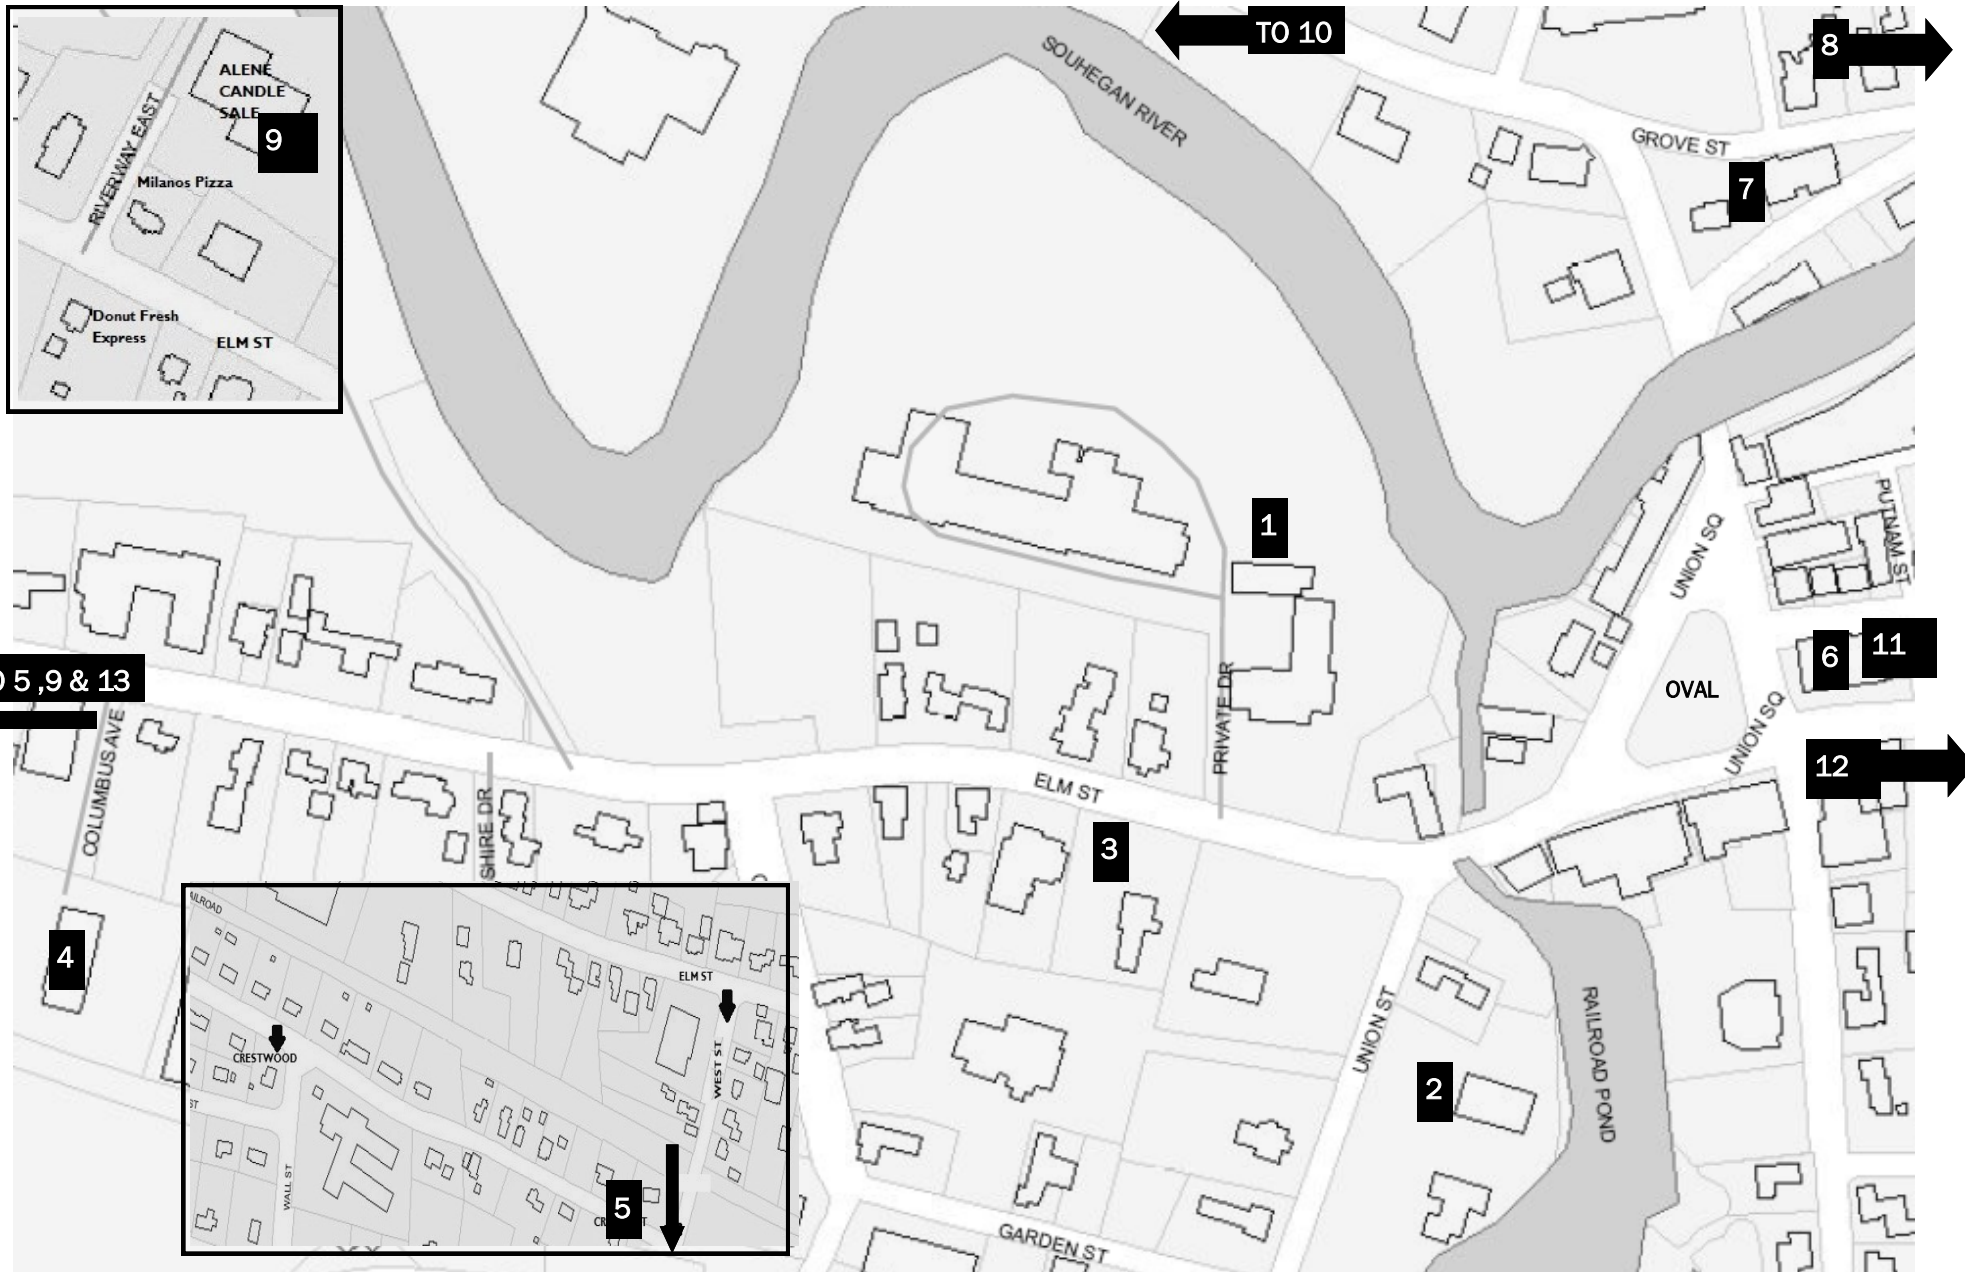 TO 10
8
ALENE
CANDLE
SALE
9
SOUHEGAN RIVER
RIVERWAY EAST
Milanos Pizza
GROVE ST
7
Donut Fresh
Express
ELM ST
PUTNAM ST
1
UNION SQ
5 ,9 & 13
OVAL
6
11
PRIVATE DR
UNION SQ
COLUMBUS AVE
SHIRE DR
ELM ST
12
3
4
ELM ST
WEST ST
CRESTWOOD
ST
WALL ST
5
UNION ST
RAILROAD POND
2
GARDEN ST